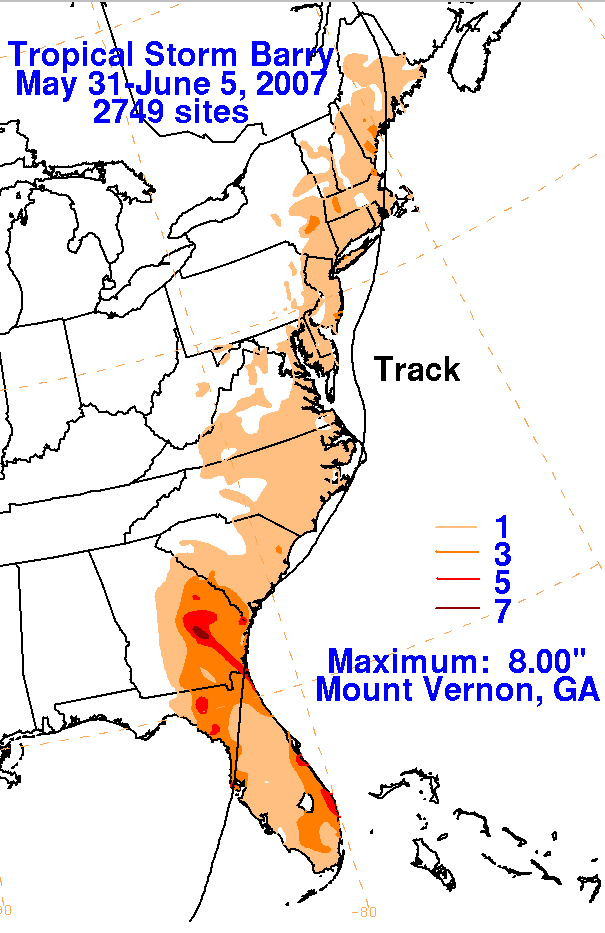 Tropical Storm Barry
May 31-June 5, 2007
2749 sites
Track
1
3
5
7
Maximum: 8.00"
Mount Vernon, GA
-80